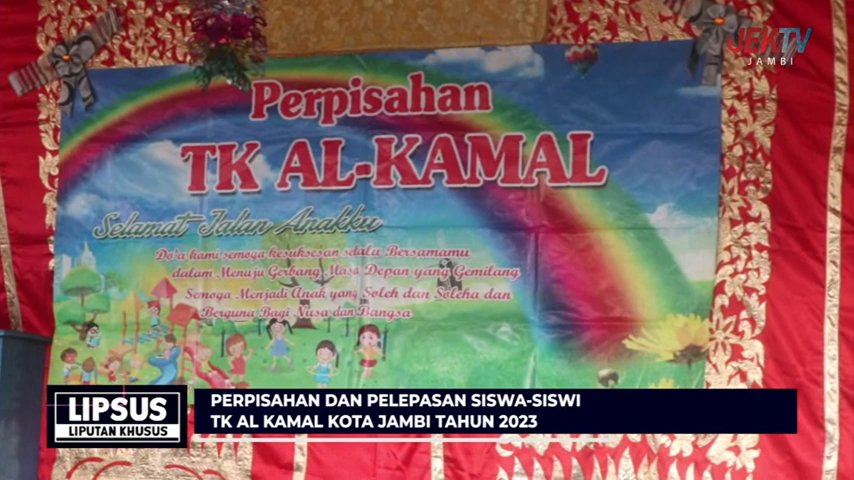 JEKTV
JAMBI
Perpisahan
TK AL-KAMAL
Selamat Jalan Anakku
Do'a kami semoga kesuksesan selalu Bersamamu
dalam Menuju Gerbang Masa Depan yang Gemilang
Semoga Menjadi Anak yang Soleh dan Soleha dan
Berguna Bagi Nusa dan Bangsa
LIPSUS
LIPUTAN KHUSUS
PERPISAHAN DAN PELEPASAN SISWA-SISWI
TK AL KAMAL KOTA JAMBI TAHUN 2023